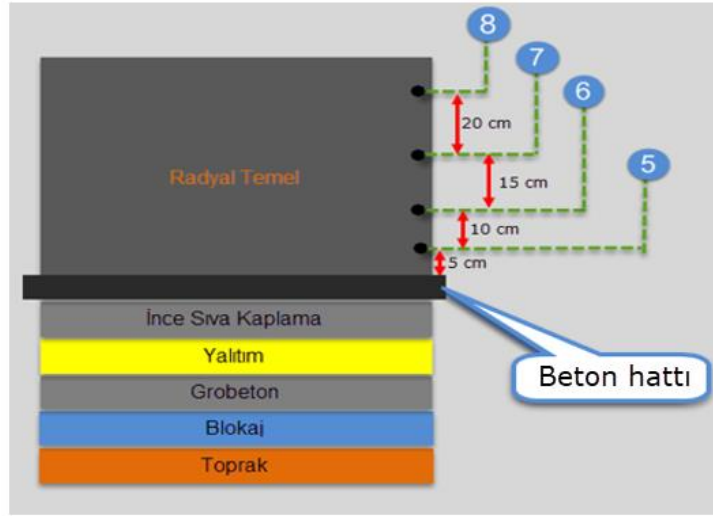 8
7
6
5
20 cm
15 cm
10 cm
5 cm
Radyal Temel
İnce Sıva Kaplama
Yalıtım
Grobeton
Blokaj
Toprak
Beton hattı